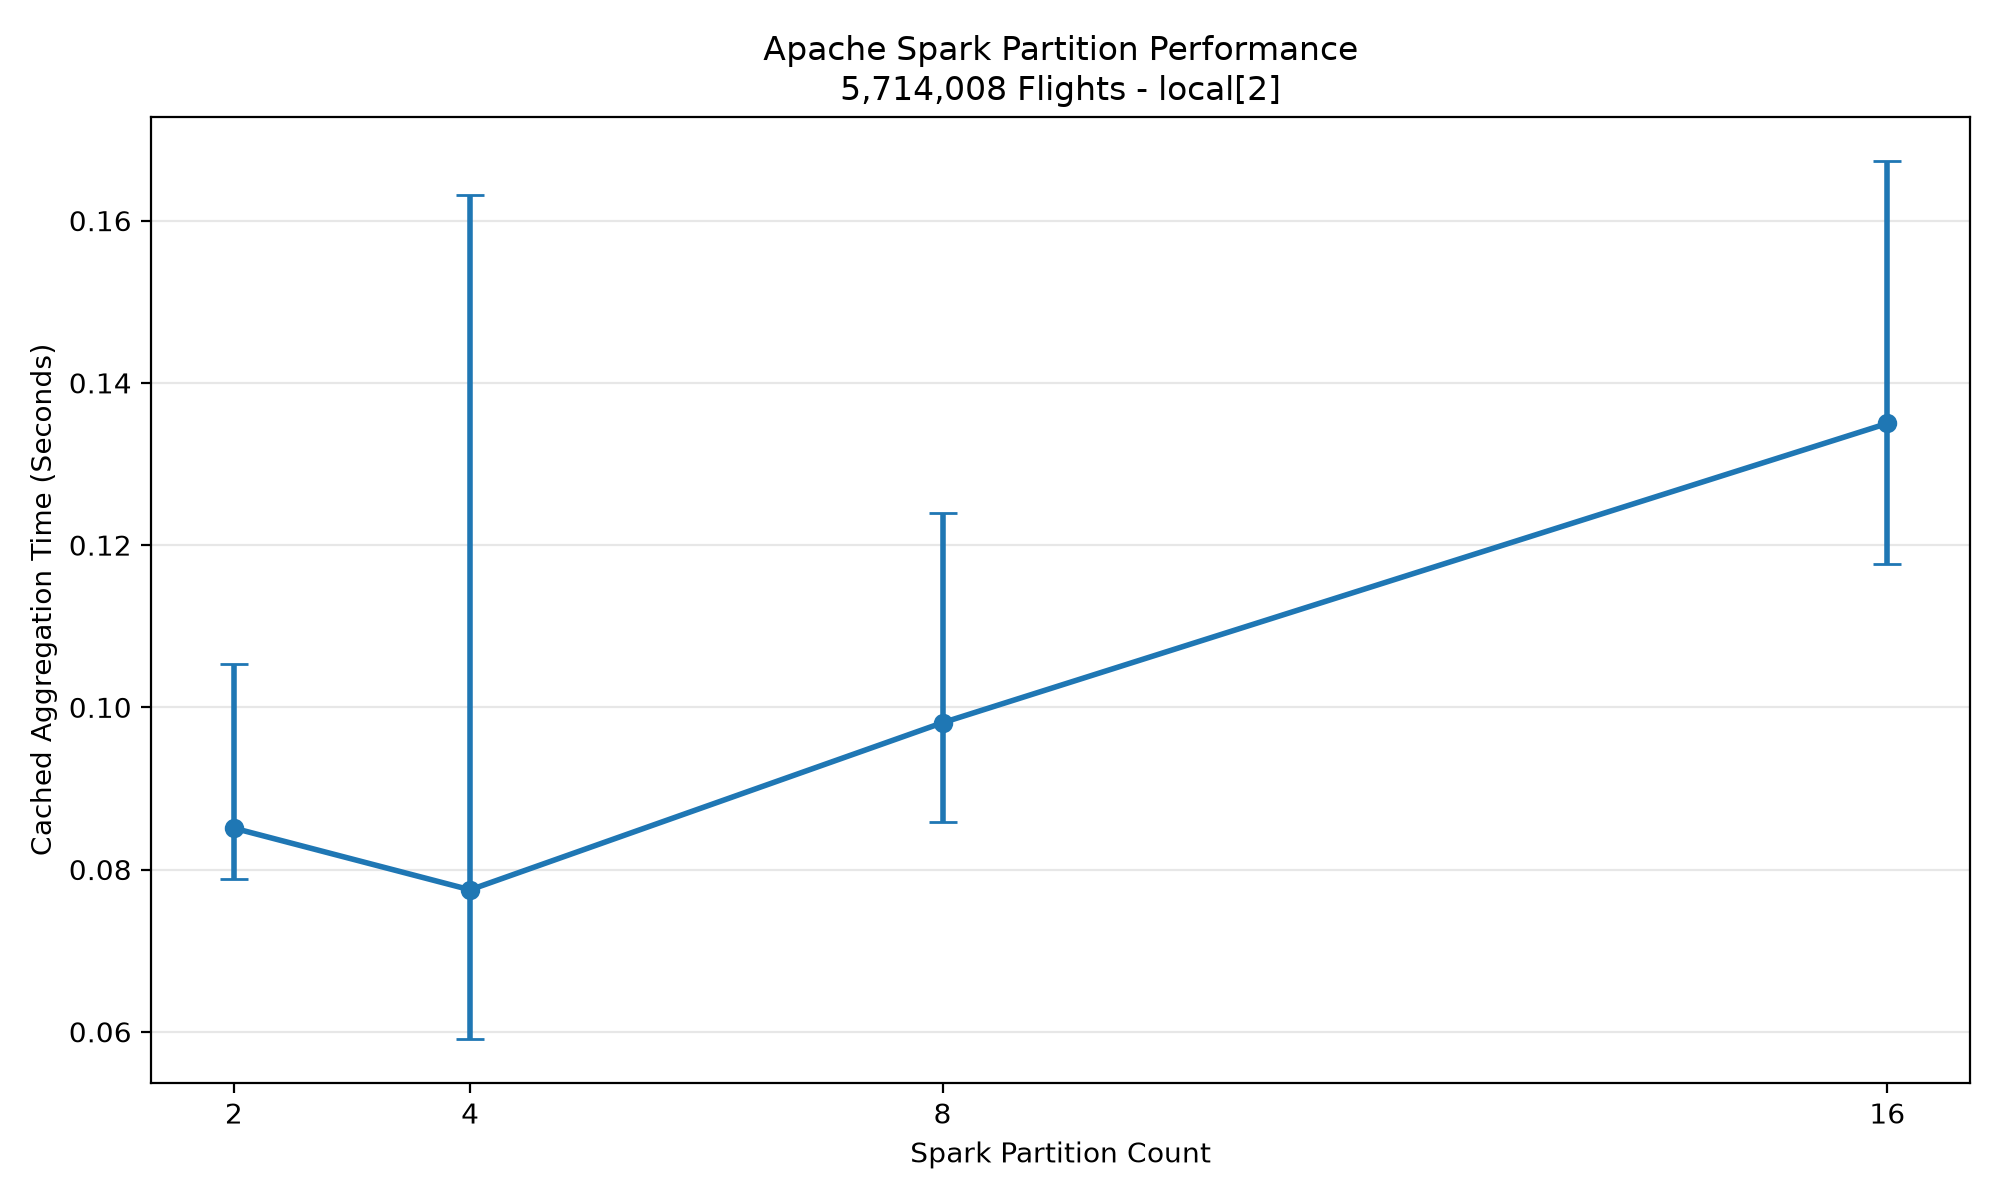 Apache Spark Partition Performance
5,714,008 Flights - local[2]
Cached Aggregation Time (Seconds)
0.16
0.14
0.12
0.10
0.08
0.06
2 4 8 16
Spark Partition Count